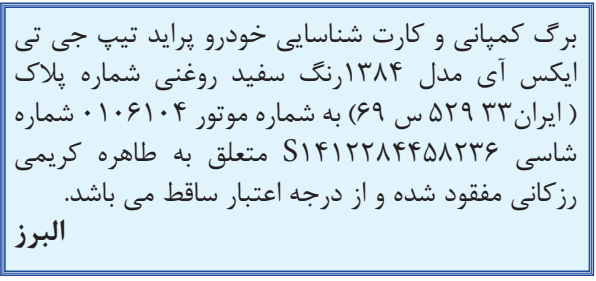 برگ کمپانی و کارت شناسایی خودرو پراید تیپ جی تی
ایکس آی مدل ۱۳۸۴رنگ سفید روغنی شماره پلاک
( ایران۳۳ ۵۲۹ س ۶۹) به شماره موتور ۰۱۰۶۱۰۴ شماره
شاسی S۱۴۱۲۲۸۴۴۵۸۲۳۶ متعلق به طاهره کریمی
رزکانی مفقود شده و از درجه اعتبار ساقط می باشد.
البرز